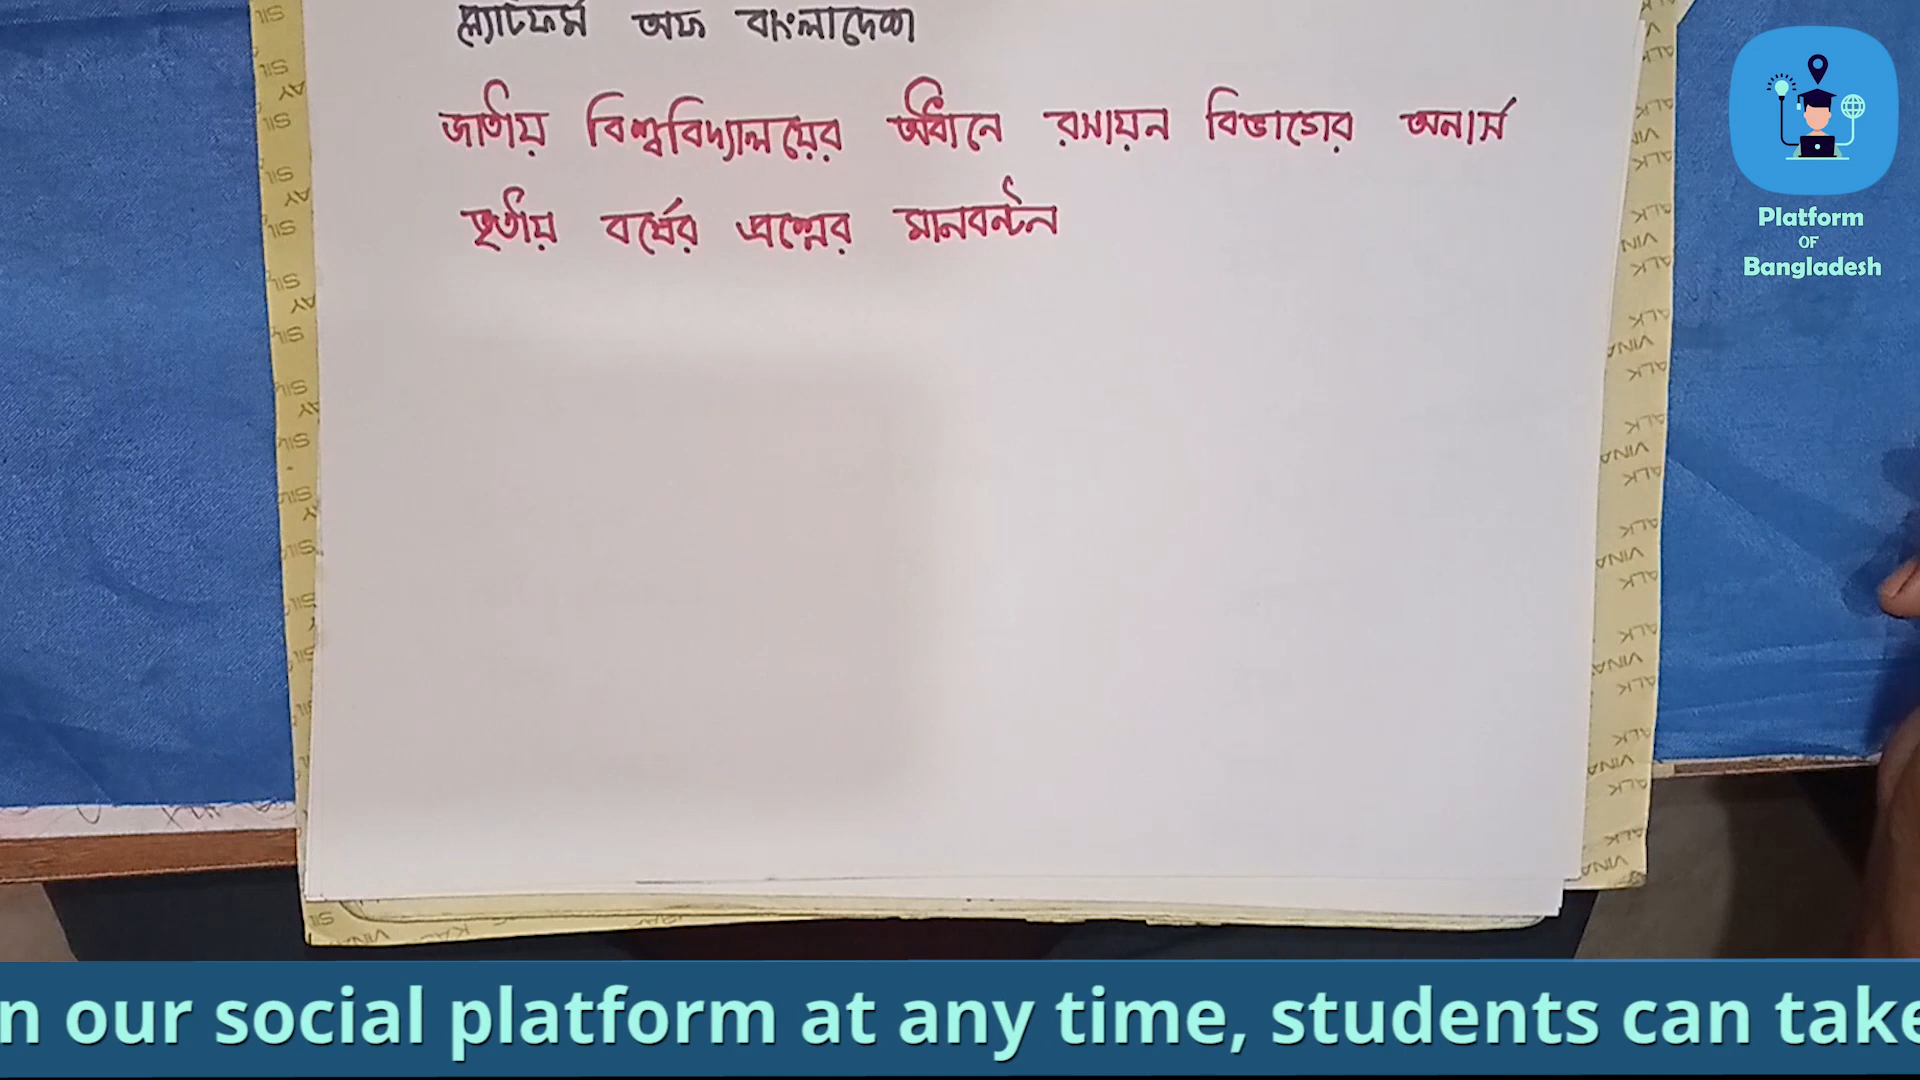 প্ল্যাটফর্ম অফ বাংলাদেশ
জাতীয় বিশ্ববিদ্যালয়ের অধীনে রসায়ন বিভাগের অনার্স
তৃতীয় বর্ষের প্রশ্নের মানবন্টন
Platform
OF
Bangladesh
n our social platform at any time, students can take